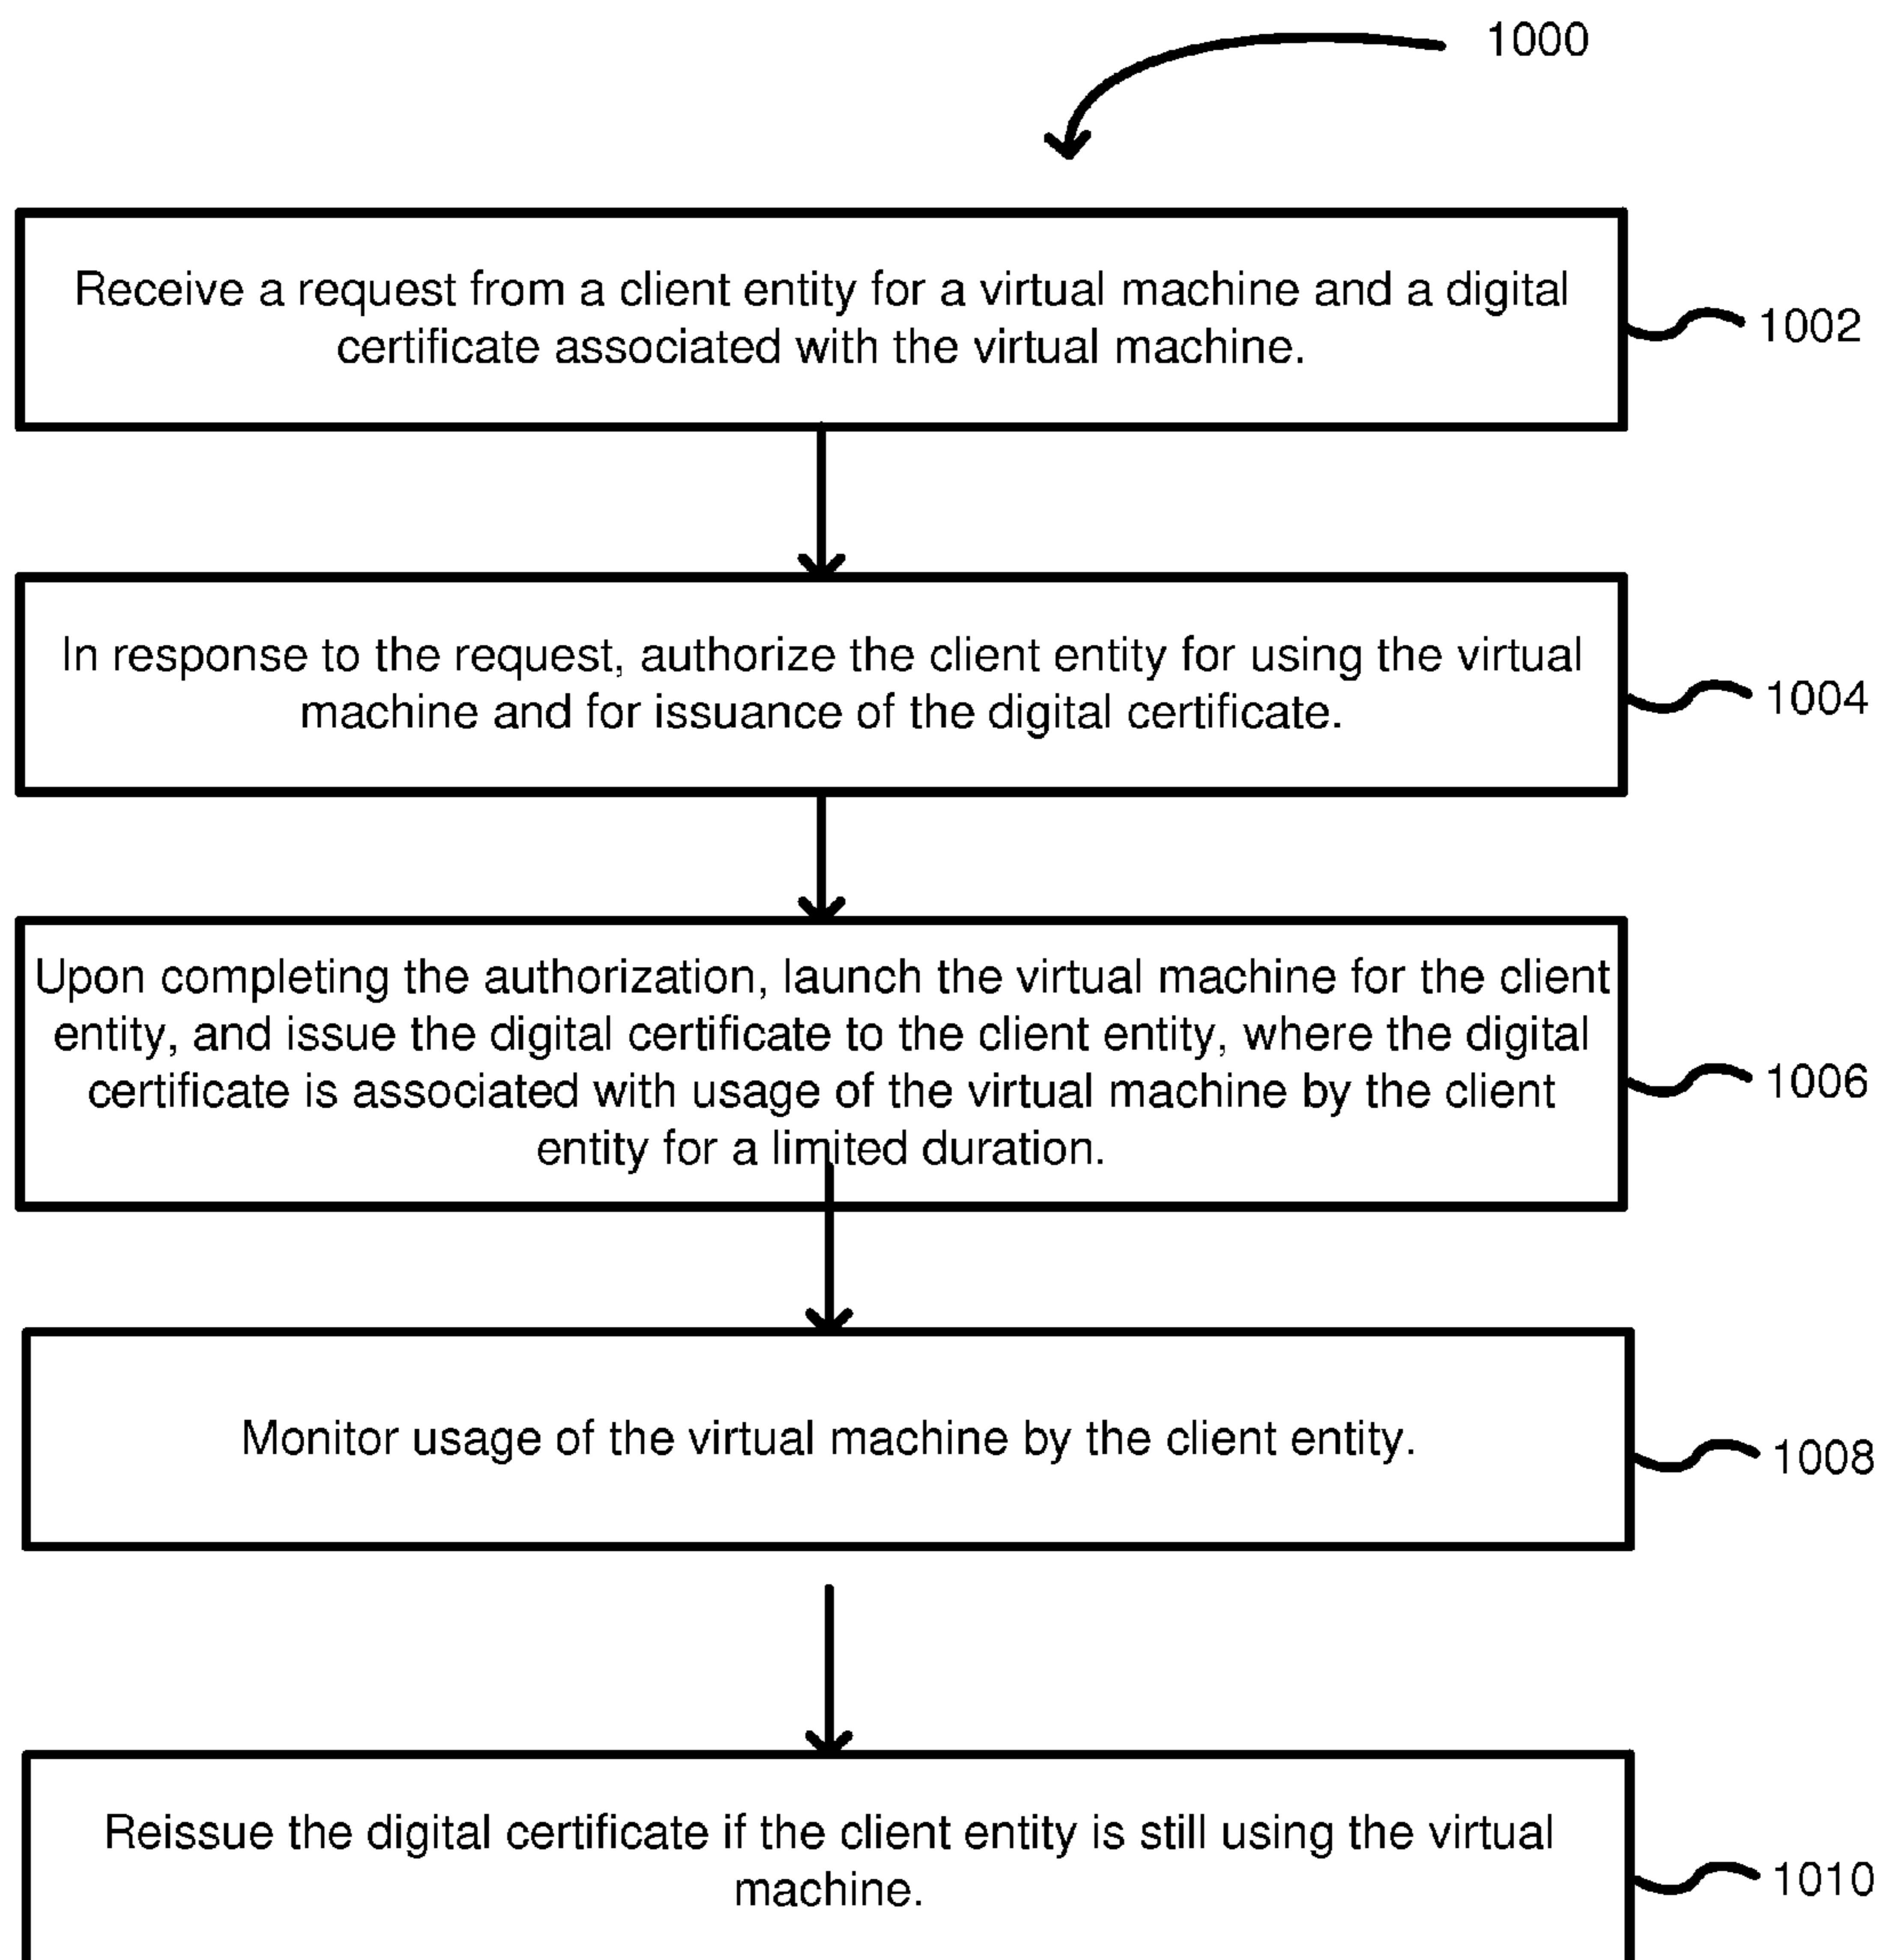 1000
Receive a request from a client entity for a virtual machine and a digital
certificate associated with the virtual machine.
1002
In response to the request, authorize the client entity for using the virtual
machine and for issuance of the digital certificate.
1004
Upon completing the authorization, launch the virtual machine for the client
entity, and issue the digital certificate to the client entity, where the digital
certificate is associated with usage of the virtual machine by the client
entity for a limited duration.
1006
Monitor usage of the virtual machine by the client entity.
1008
Reissue the digital certificate if the client entity is still using the virtual
machine.
1010